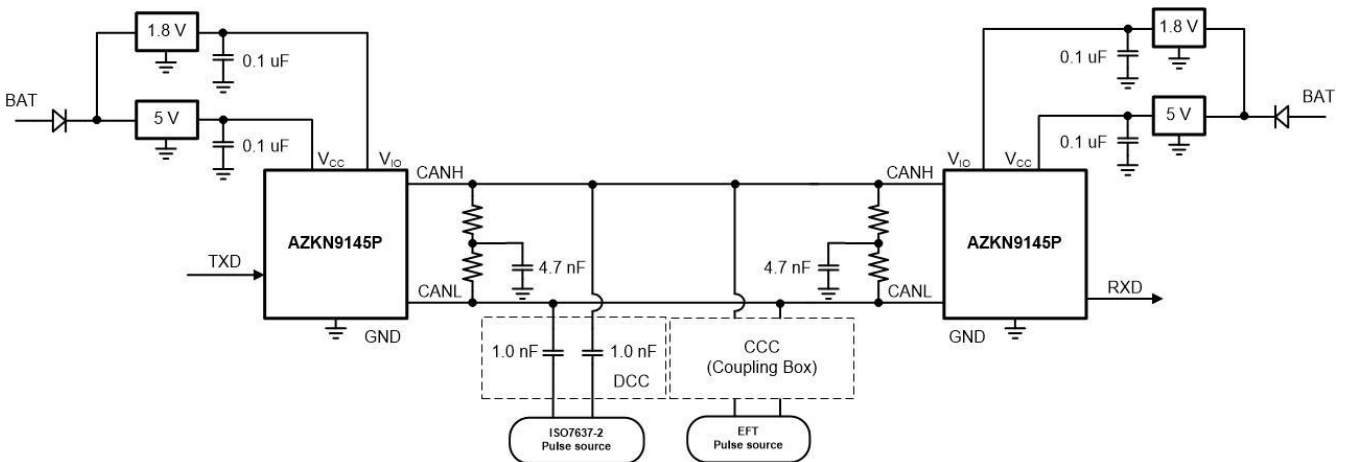 1.8 V
1.8 V
0.1 uF
0.1 uF
BAT
BAT
5 V
5 V
0.1 uF
0.1 uF
VCC
VIO
VIO
VCC
CANH
CANH
AZKN9145P
AZKN9145P
TXD
4.7 nF
4.7 nF
CANL
CANL
RXD
GND
GND
1.0 nF
1.0 nF
DCC
CCC
(Coupling Box)
ISO7637-2
Pulse source
EFT
Pulse source